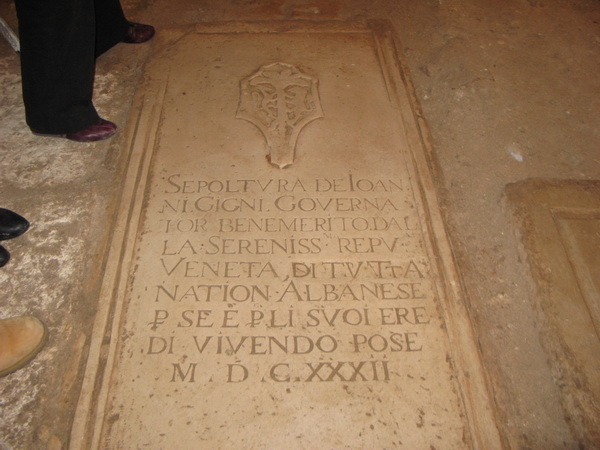 SEPOLTVRA DE IOAN
NI. GIGNI. GOVERNA
TOR BENEMERITO. DAL
LA. SERENISS. REPV.
VENETA. DI TVTTA
NATION. ALBANESE
P SE E P LI SVOI ERE
DI VIVENDO POSE
M D C.XXXII